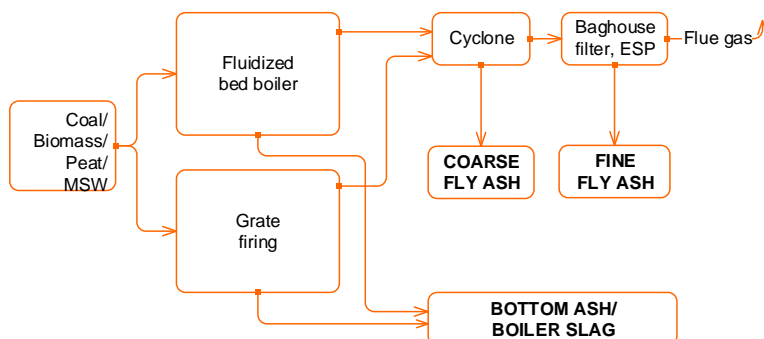 Coal/
Biomass/
Peat/
MSW
Fluidized
bed boiler
Grate
firing
Cyclone
Baghouse
filter, ESP
Flue gas
COARSE
FLY ASH
FINE
FLY ASH
BOTTOM ASH/
BOILER SLAG